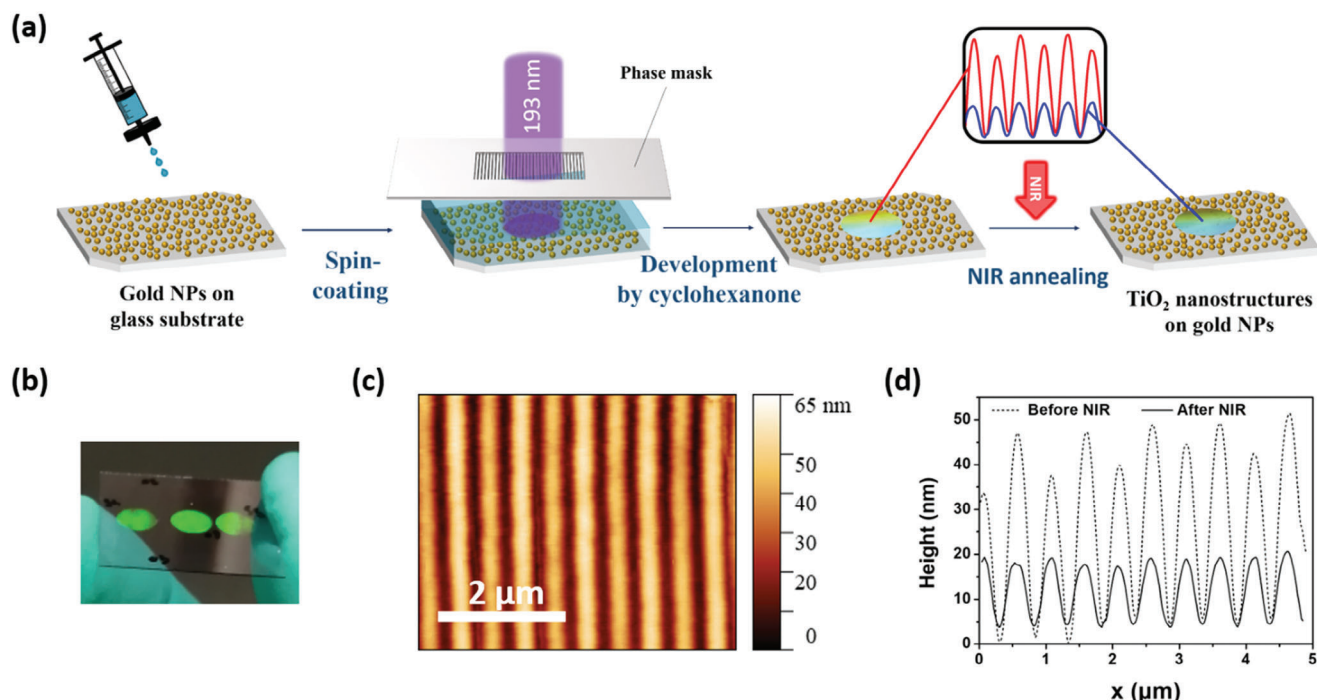 (a)
193 nm
Phase mask
NIR
Gold NPs on
glass substrate
Spin-
coating
Development
by cyclohexanone
NIR annealing
TiO₂ nanostructures
on gold NPs
(b)
(c)
2 µm
65 nm
50
40
30
20
10
0
(d)
Before NIR
After NIR
Height (nm)
50
40
30
20
10
0
0
1
2
3
4
5
x (µm)